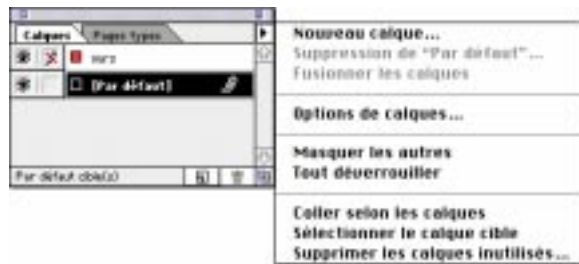 Calques Pages types
murs
[Par défaut]
Par défaut cible(s)
Nouveau calque...
Suppression de “Par défaut”...
Fusionner les calques
Options de calques...
Masquer les autres
Tout déverrouiller
Coller selon les calques
Sélectionner le calque cible
Supprimer les calques inutilisés...